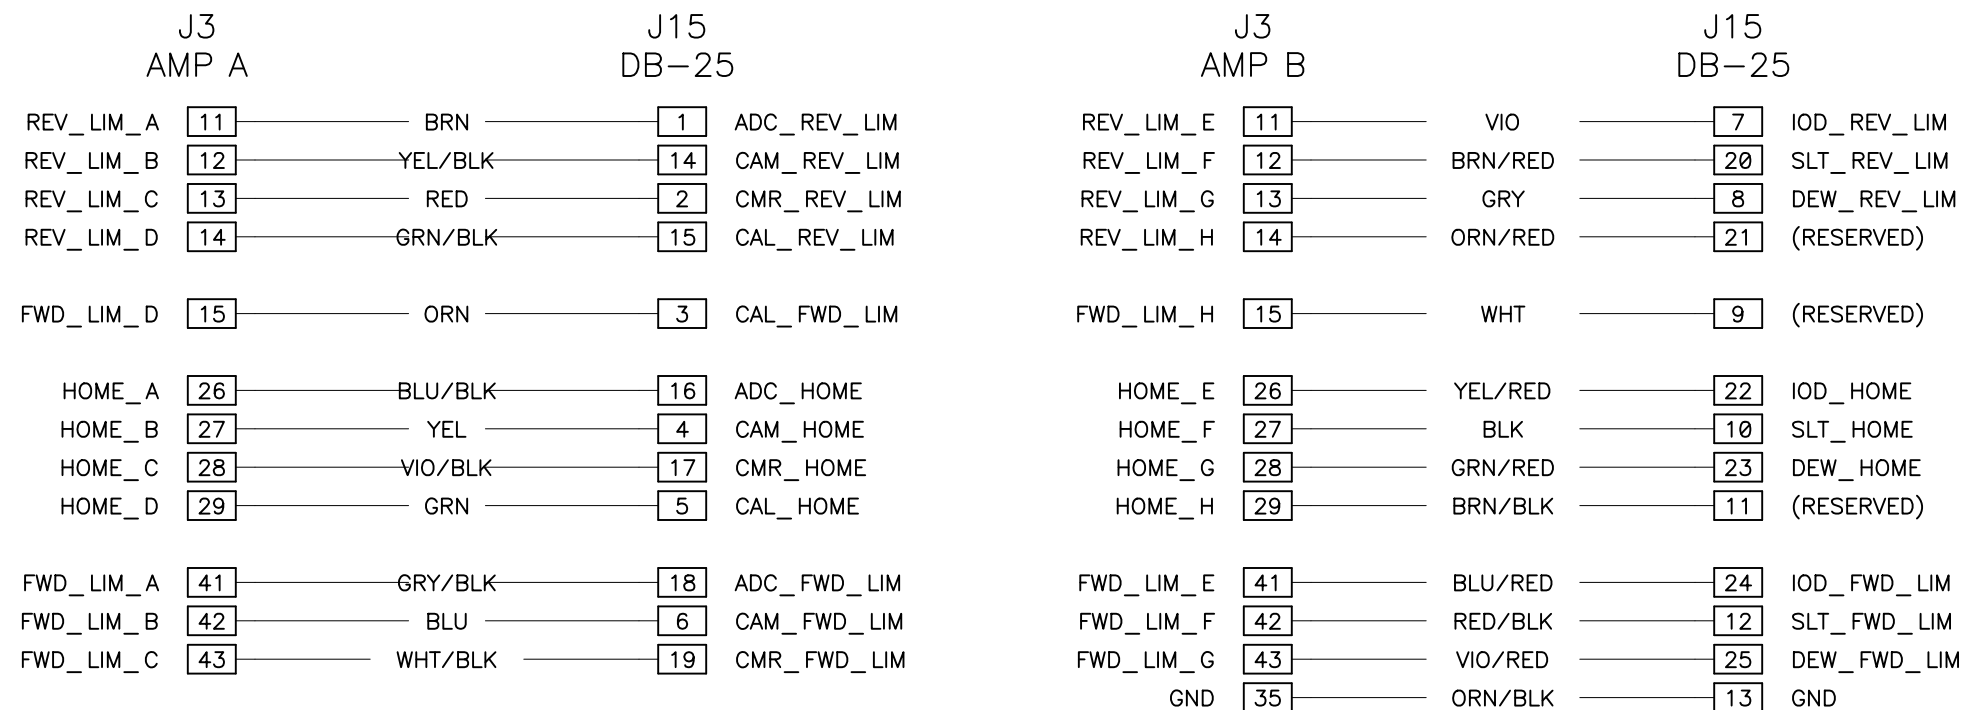 J3 J15 J3 J15
AMP A DB-25 AMP B DB-25
REV_LIM_A 11 BRN 1 ADC_REV_LIM REV_LIM_E 11 VIO 7 IOD_REV_LIM
REV_LIM_B 12 YEL/BLK 14 CAM_REV_LIM REV_LIM_F 12 BRN/RED 20 SLT_REV_LIM
REV_LIM_C 13 RED 2 CMR_REV_LIM REV_LIM_G 13 GRY 8 DEW_REV_LIM
REV_LIM_D 14 GRN/BLK 15 CAL_REV_LIM REV_LIM_H 14 ORN/RED 21 (RESERVED)
FWD_LIM_D 15 ORN 3 CAL_FWD_LIM FWD_LIM_H 15 WHT 9 (RESERVED)
HOME_A 26 BLU/BLK 16 ADC_HOME HOME_E 26 YEL/RED 22 IOD_HOME
HOME_B 27 YEL 4 CAM_HOME HOME_F 27 BLK 10 SLT_HOME
HOME_C 28 VIO/BLK 17 CMR_HOME HOME_G 28 GRN/RED 23 DEW_HOME
HOME_D 29 GRN 5 CAL_HOME HOME_H 29 BRN/BLK 11 (RESERVED)
FWD_LIM_A 41 GRY/BLK 18 ADC_FWD_LIM FWD_LIM_E 41 BLU/RED 24 IOD_FWD_LIM
FWD_LIM_B 42 BLU 6 CAM_FWD_LIM FWD_LIM_F 42 RED/BLK 12 SLT_FWD_LIM
FWD_LIM_C 43 WHT/BLK 19 CMR_FWD_LIM FWD_LIM_G 43 VIO/RED 25 DEW_FWD_LIM
GND 35 ORN/BLK 13 GND